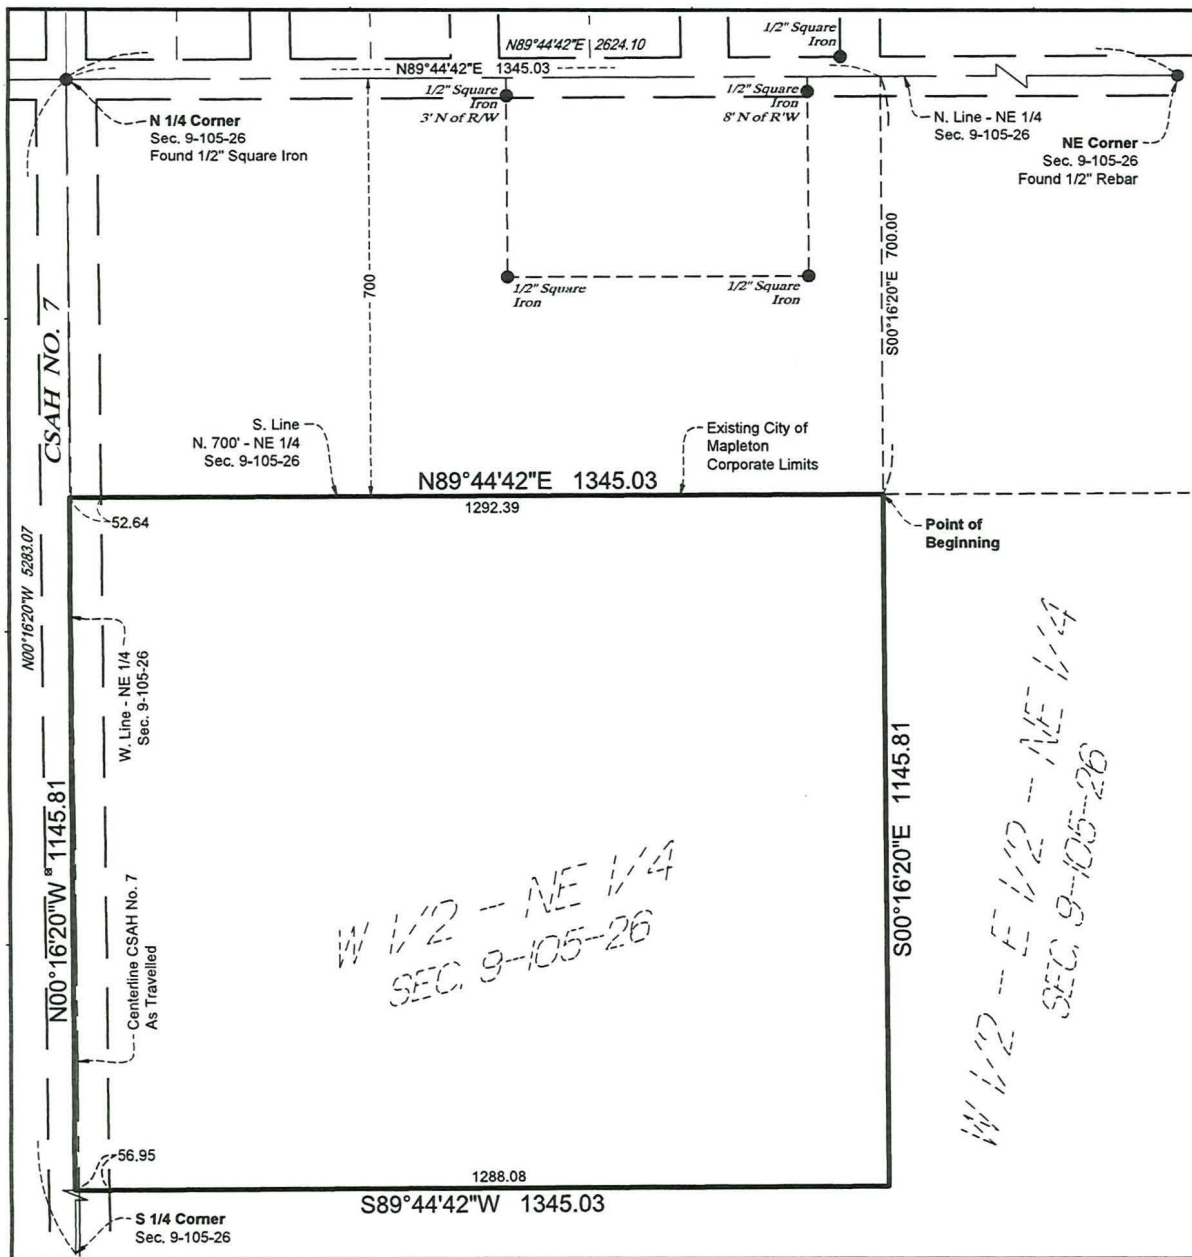 1/2" Square
Iron
N89°44'42"E 2624.10
N89°44'42"E 1345.03
1/2" Square
Iron
3' N of R/W
1/2" Square
Iron
8' N of R'W
N. Line - NE 1/4
Sec. 9-105-26
N 1/4 Corner
Sec. 9-105-26
Found 1/2" Square Iron
NE Corner
Sec. 9-105-26
Found 1/2" Rebar
700
S00°16'20"E 700.00
1/2" Square
Iron
1/2" Square
Iron
CSAH NO. 7
S. Line
N. 700' - NE 1/4
Sec. 9-105-26
Existing City of
Mapleton
Corporate Limits
N89°44'42"E 1345.03
1292.39
52.64
Point of
Beginning
N00°16'20"W 5283.07
W. Line - NE 1/4
Sec. 9-105-26
N00°16'20"W 1145.81
S00°16'20"E 1145.81
W 1/2 - NE 1/4
SEC. 9-105-26
W 1/2 - E 1/2 - NE 1/4
SEC. 9-105-26
Centerline CSAH No. 7
As Travelled
56.95
1288.08
S89°44'42"W 1345.03
S 1/4 Corner
Sec. 9-105-26